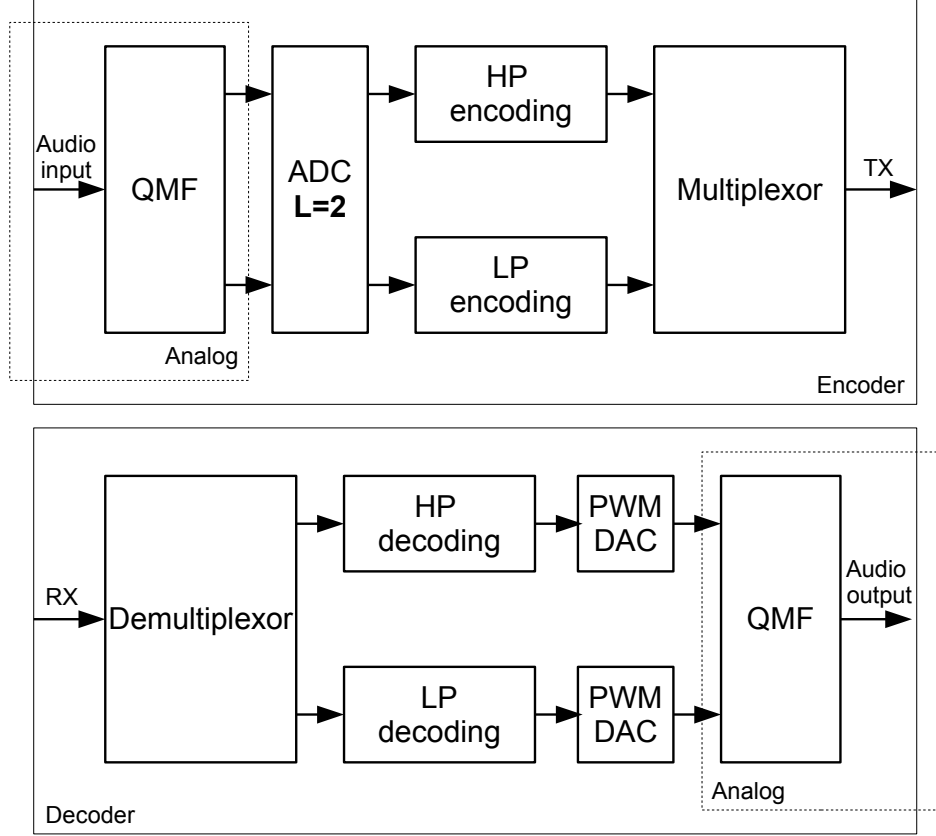 Audio
input
QMF
ADC
L=2
HP
encoding
LP
encoding
Multiplexor
TX
Analog
Encoder
RX
Demultiplexor
HP
decoding
LP
decoding
PWM
DAC
PWM
DAC
QMF
Audio
output
Analog
Decoder